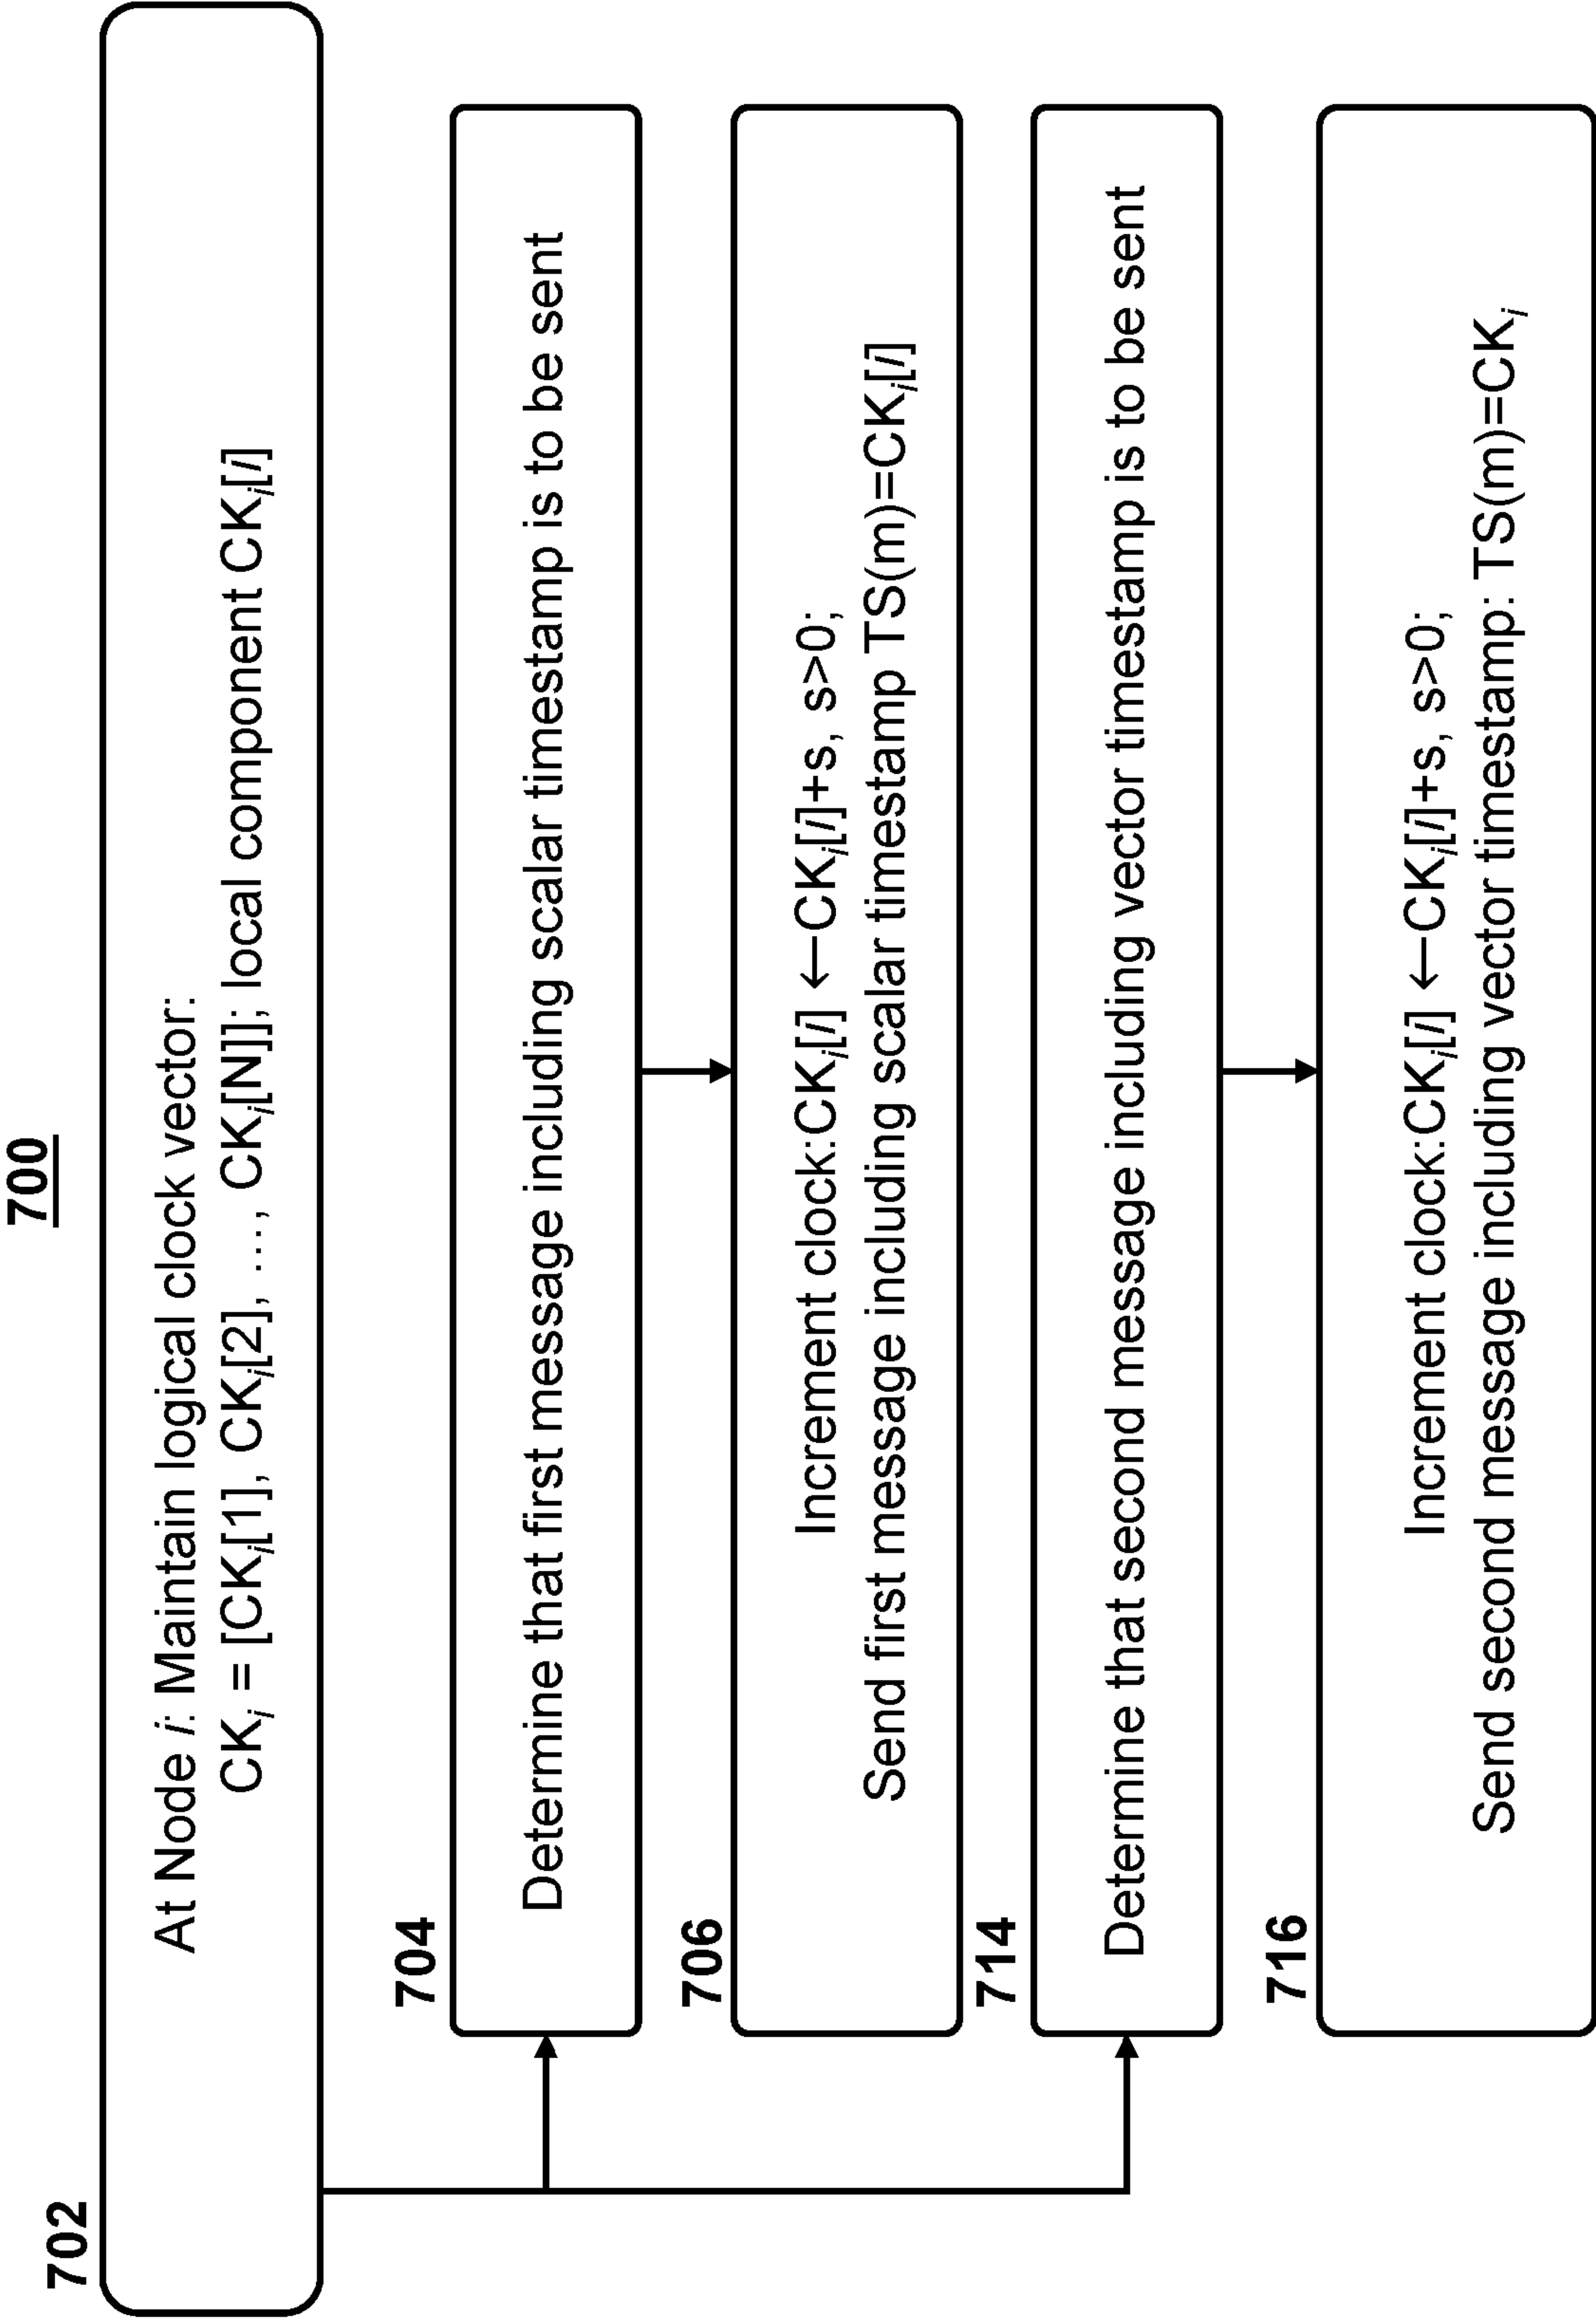 700
702
At Node i: Maintain logical clock vector:
CKᵢ = [CKᵢ[1], CKᵢ[2], …, CKᵢ[N]]; local component CKᵢ[i]
704
Determine that first message including scalar timestamp is to be sent
706
Increment clock:CKᵢ[i] ←CKᵢ[i]+s, s>0;
Send first message including scalar timestamp TS(m)=CKᵢ[i]
714
Determine that second message including vector timestamp is to be sent
716
Increment clock:CKᵢ[i] ←CKᵢ[i]+s, s>0;
Send second message including vector timestamp: TS(m)=CKᵢ